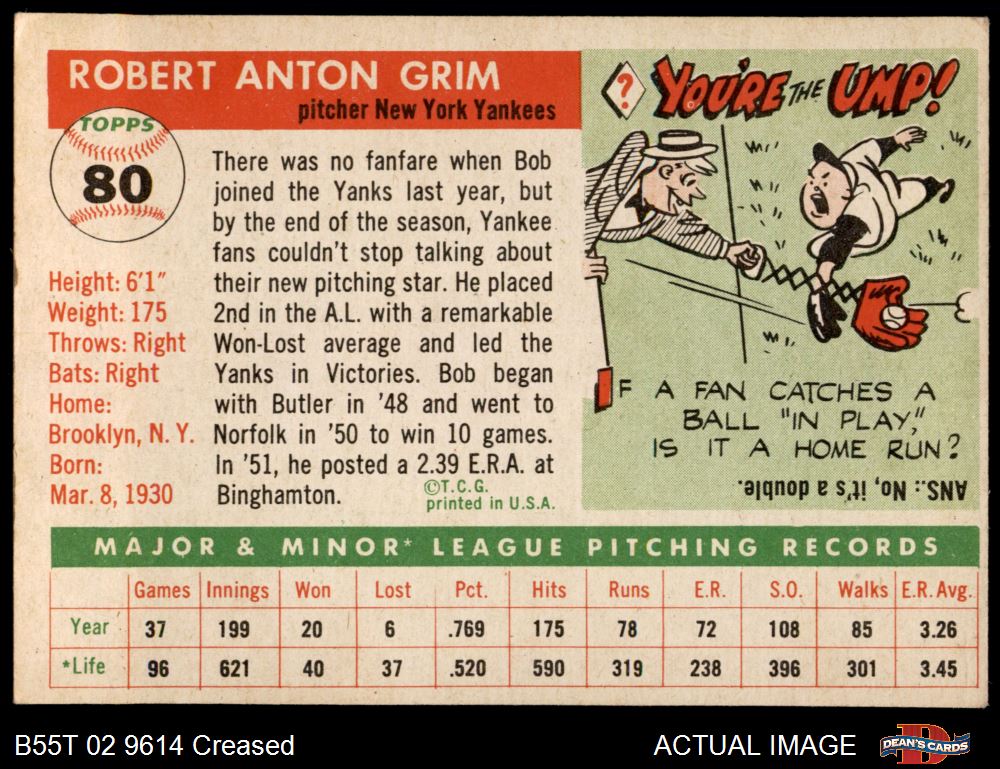 ROBERT ANTON GRIM
pitcher New York Yankees
TOPPS
80
Height: 6'1"
Weight: 175
Throws: Right
Bats: Right
Home:
Brooklyn, N. Y.
Born:
Mar. 8, 1930
There was no fanfare when Bob
joined the Yanks last year, but
by the end of the season, Yankee
fans couldn't stop talking about
their new pitching star. He placed
2nd in the A.L. with a remarkable
Won-Lost average and led the
Yanks in Victories. Bob began
with Butler in '48 and went to
Norfolk in '50 to win 10 games.
In '51, he posted a 2.39 E.R.A. at
Binghamton.
©T.C.G.
printed in U.S.A.
? YOU'RE THE UMP!
IF A FAN CATCHES A
BALL "IN PLAY,"
IS IT A HOME RUN?
ANS.: No, it's a double.
MAJOR & MINOR* LEAGUE PITCHING RECORDS
Games Innings Won Lost Pct. Hits Runs E.R. S.O. Walks E.R. Avg.
Year 37 199 20 6 .769 175 78 72 108 85 3.26
*Life 96 621 40 37 .520 590 319 238 396 301 3.45
B55T 02 9614 Creased
ACTUAL IMAGE
DEAN'S CARDS